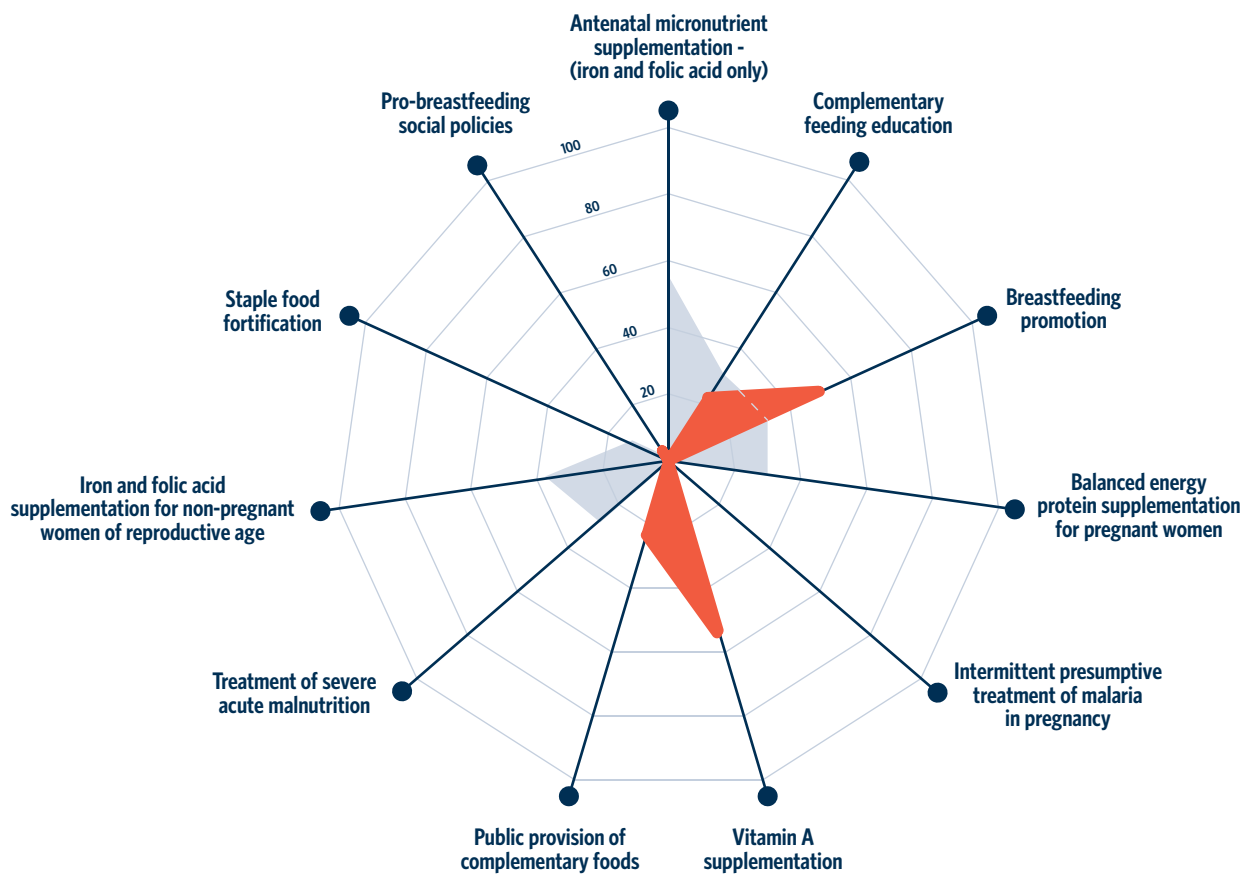 Antenatal micronutrient
supplementation -
(iron and folic acid only)
Pro-breastfeeding
social policies
Complementary
feeding education
100
80
60
40
20
Staple food
fortification
Breastfeeding
promotion
Iron and folic acid
supplementation for non-pregnant
women of reproductive age
Balanced energy
protein supplementation
for pregnant women
Treatment of severe
acute malnutrition
Intermittent presumptive
treatment of malaria
in pregnancy
Public provision of
complementary foods
Vitamin A
supplementation